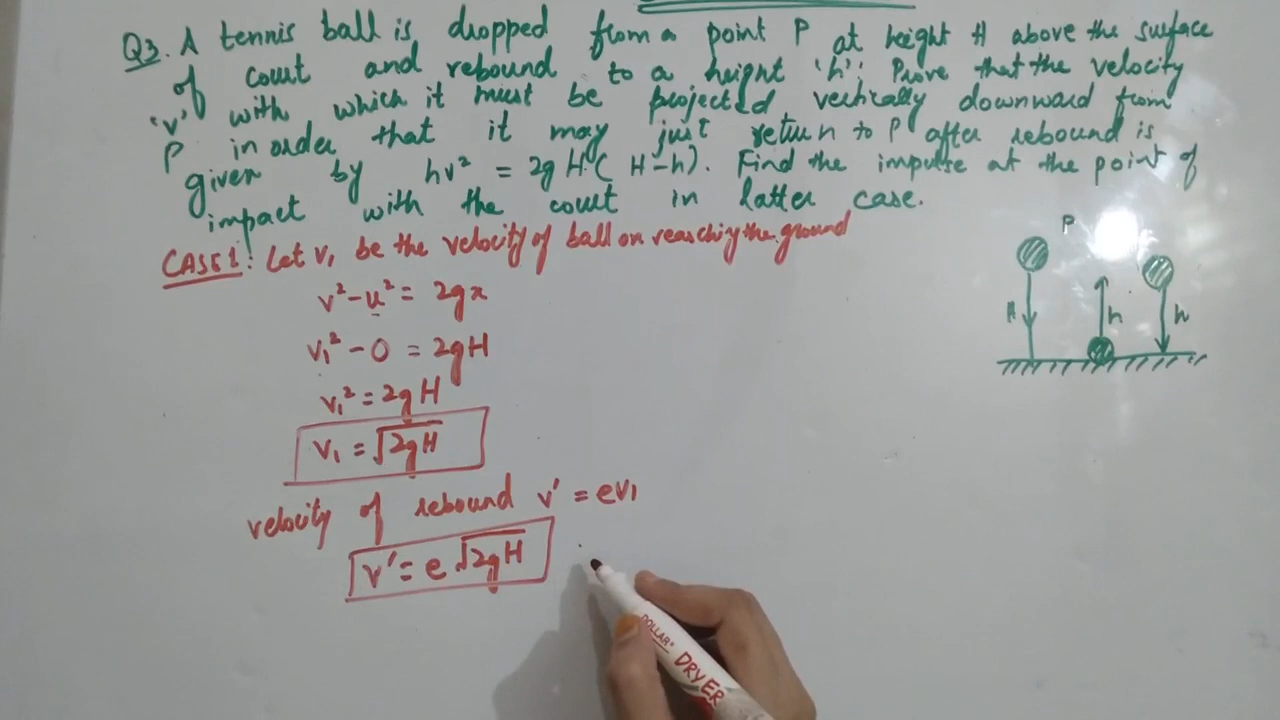 Q3. A tennis ball is dropped from a point P at height H above the surface
of court and rebound to a height 'h'. Prove that the velocity
'v' with which it must be projected vertically downward from
P in order that it may just return to P after rebound is
given by hv² = 2gH(H-h). Find the impulse at the point of
impact with the court in latter case.
CASE 1: Let v₁ be the velocity of ball on reaching the ground
v² - u² = 2gx
v₁² - 0 = 2gH
v₁² = 2gH
v₁ = √2gH
velocity of rebound v' = ev₁
v' = e√2gH
P
H
h
h
DOLLAR
DRY ER